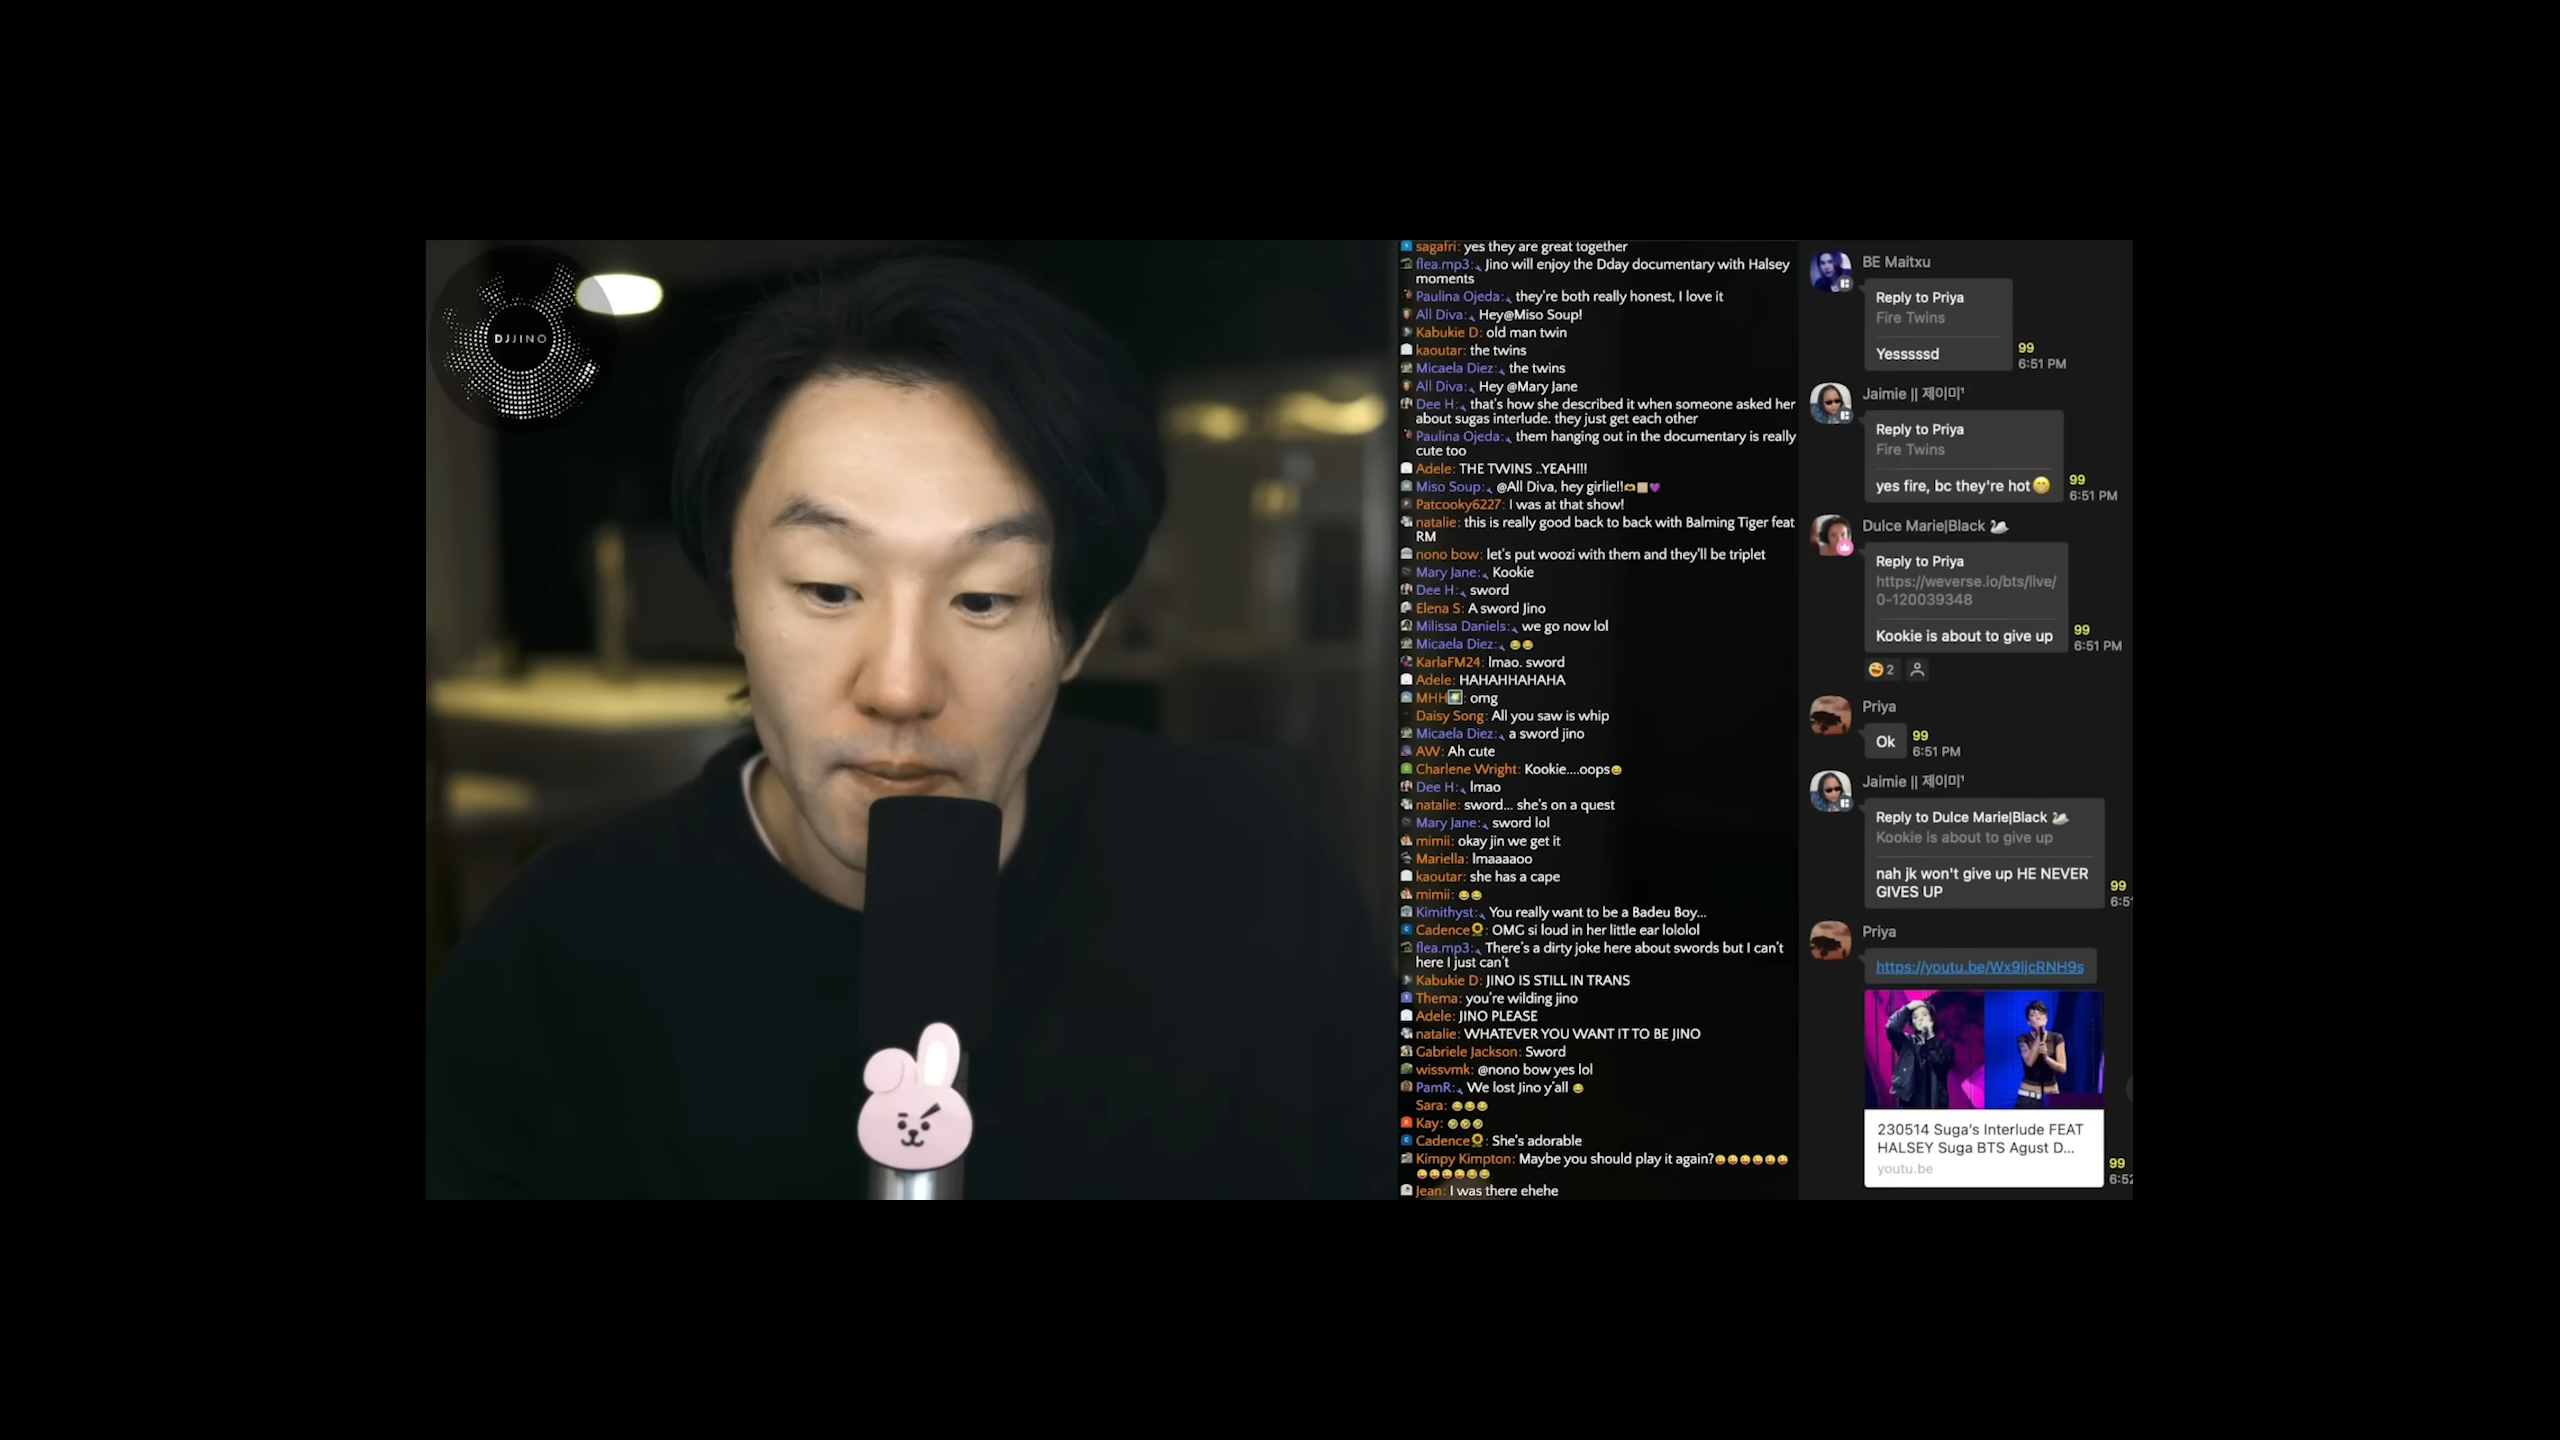 DJJINO
sagafri: yes they are great together
flea.mp3: Jino will enjoy the Dday documentary with Halsey
moments
Paulina Ojeda: they're both really honest, I love it
All Diva: Hey@Miso Soup!
Kabukie D: old man twin
kaoutar: the twins
Micaela Diez: the twins
All Diva: Hey @Mary Jane
Dee H: that's how she described it when someone asked her
about sugas interlude. they just get each other
Paulina Ojeda: them hanging out in the documentary is really
cute too
Adele: THE TWINS ..YEAH!!!
Miso Soup: @All Diva, hey girlie!!🫶🏼💜
Patcooky6227: I was at that show!
natalie: this is really good back to back with Balming Tiger feat
RM
nono bow: let's put woozi with them and they'll be triplet
Mary Jane: Kookie
Dee H: sword
Elena S: A sword Jino
Milissa Daniels: we go now lol
Micaela Diez: 😂😂
KarlaFM24: lmao. sword
Adele: HAHAHHAHAHA
MHH: omg
Daisy Song: All you saw is whip
Micaela Diez: a sword jino
AW: Ah cute
Charlene Wright: Kookie....oops😅
Dee H: lmao
natalie: sword... she's on a quest
Mary Jane: sword lol
mimii: okay jin we get it
Mariella: lmaaaaoo
kaoutar: she has a cape
mimii: 😂😂
Kimithyst: You really want to be a Badeu Boy...
Cadence🌻: OMG si loud in her little ear lololol
flea.mp3: There's a dirty joke here about swords but I can't
here I just can't
Kabukie D: JINO IS STILL IN TRANS
Thema: you're wilding jino
Adele: JINO PLEASE
natalie: WHATEVER YOU WANT IT TO BE JINO
Gabriele Jackson: Sword
wissvmk: @nono bow yes lol
PamR: We lost Jino y'all 😂
Sara: 😂😂😂
Kay: 🤣🤣🤣
Cadence🌻: She's adorable
Kimpy Kimpton: Maybe you should play it again?😜😜😜😜😜😜
😜😜😜😜😂😂
Jean: I was there ehehe
BE Maitxu
Reply to Priya
Fire Twins
Yesssssd
99
6:51 PM
Jaimie || 제이미¹
Reply to Priya
Fire Twins
yes fire, bc they're hot😁
99
6:51 PM
Dulce Marie|Black 🦢
Reply to Priya
https://weverse.io/bts/live/
0-120039348
Kookie is about to give up
99
6:51 PM
😆 2
Priya
Ok
99
6:51 PM
Jaimie || 제이미¹
Reply to Dulce Marie|Black 🦢
Kookie is about to give up
nah jk won't give up HE NEVER
GIVES UP
99
6:51
Priya
https://youtu.be/Wx9ljcRNH9s
230514 Suga's Interlude FEAT
HALSEY Suga BTS Agust D...
youtu.be
99
6:52